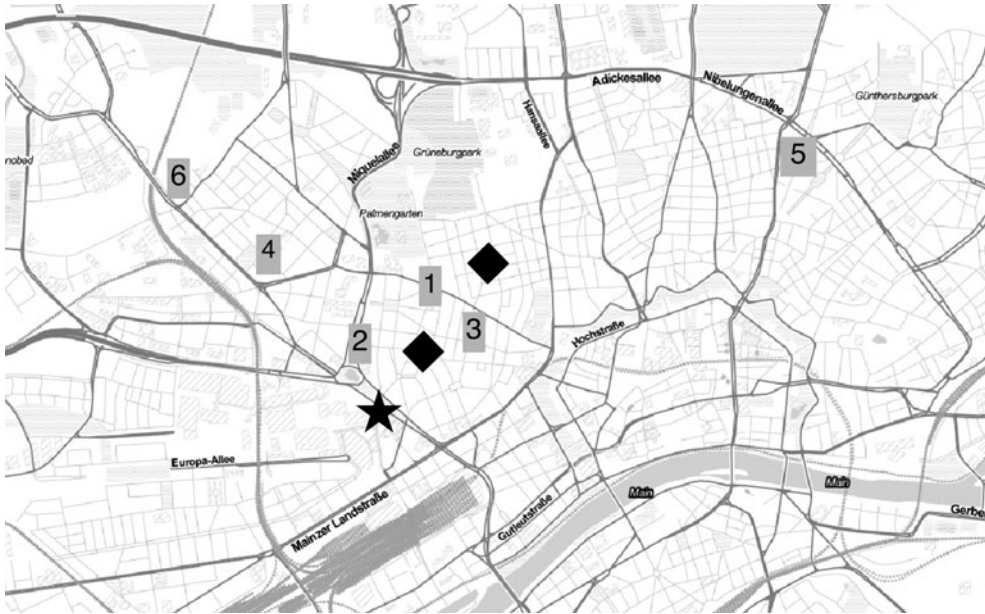 Adickesallee
Nibelungenallee
Günthersburgpark
Hansaallee
nobad
Grüneburgpark
Miquelallee
5
6
Palmengarten
4
1
3
2
Hochstraße
Europa-Allee
Main
Main
Mainzer Landstraße
Gutleutstraße
Gerbe